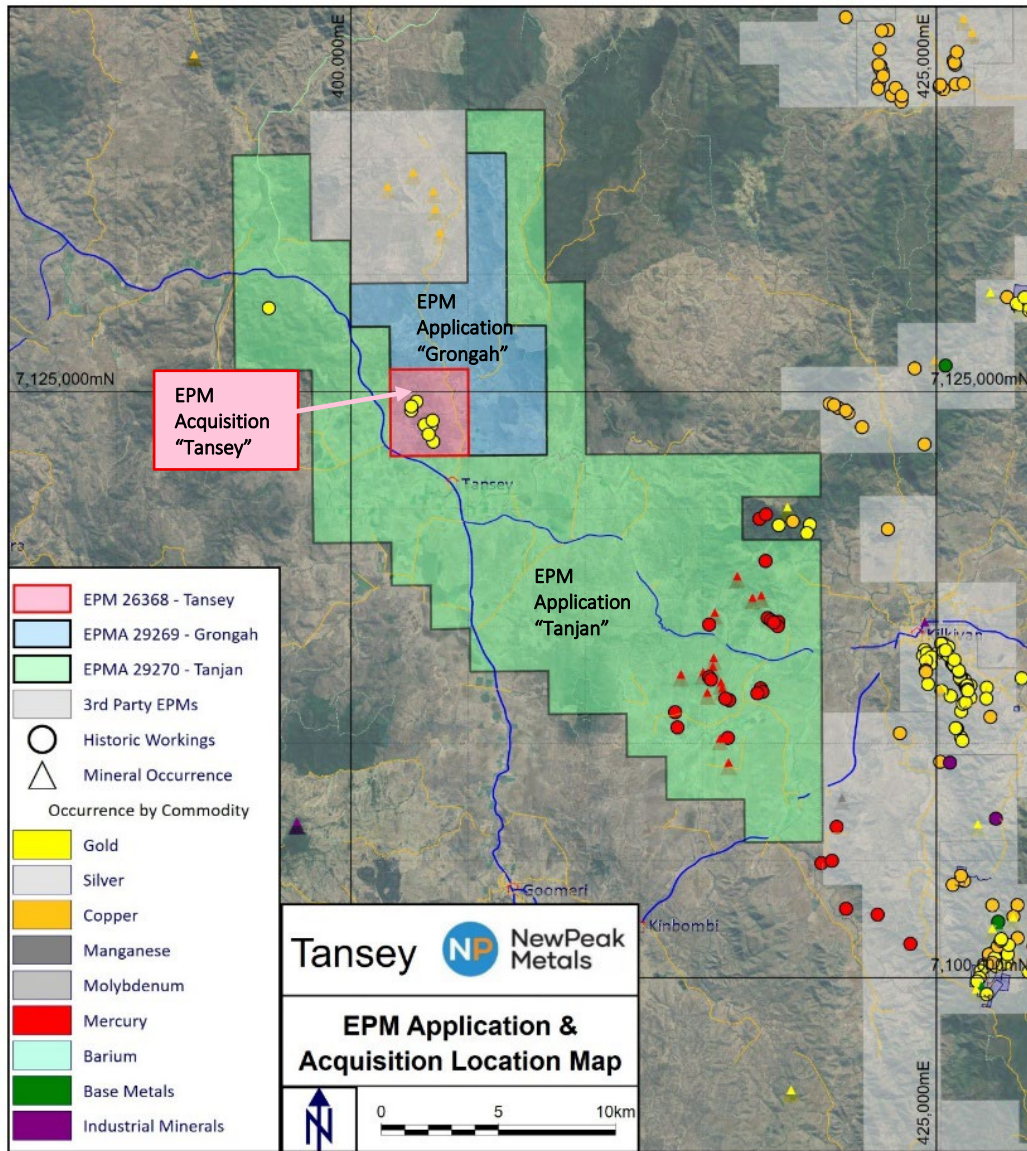 400,000mE
425,000mE
EPM
Application
“Grongah”
7,125,000mN
7,125,000mN
EPM
Acquisition
“Tansey”
Tansey
EPM
Application
“Tanjan”
Kilkivan
EPM 26368 - Tansey
EPMA 29269 - Grongah
EPMA 29270 - Tanjan
3rd Party EPMs
Historic Workings
Mineral Occurrence
Occurrence by Commodity
Gold
Silver
Copper
Manganese
Molybdenum
Mercury
Barium
Base Metals
Industrial Minerals
Goomeri
Kinbombi
7,100,000mN
Tansey
NP
NewPeak
Metals
EPM Application &
Acquisition Location Map
N
0 5 10km
425,000mE